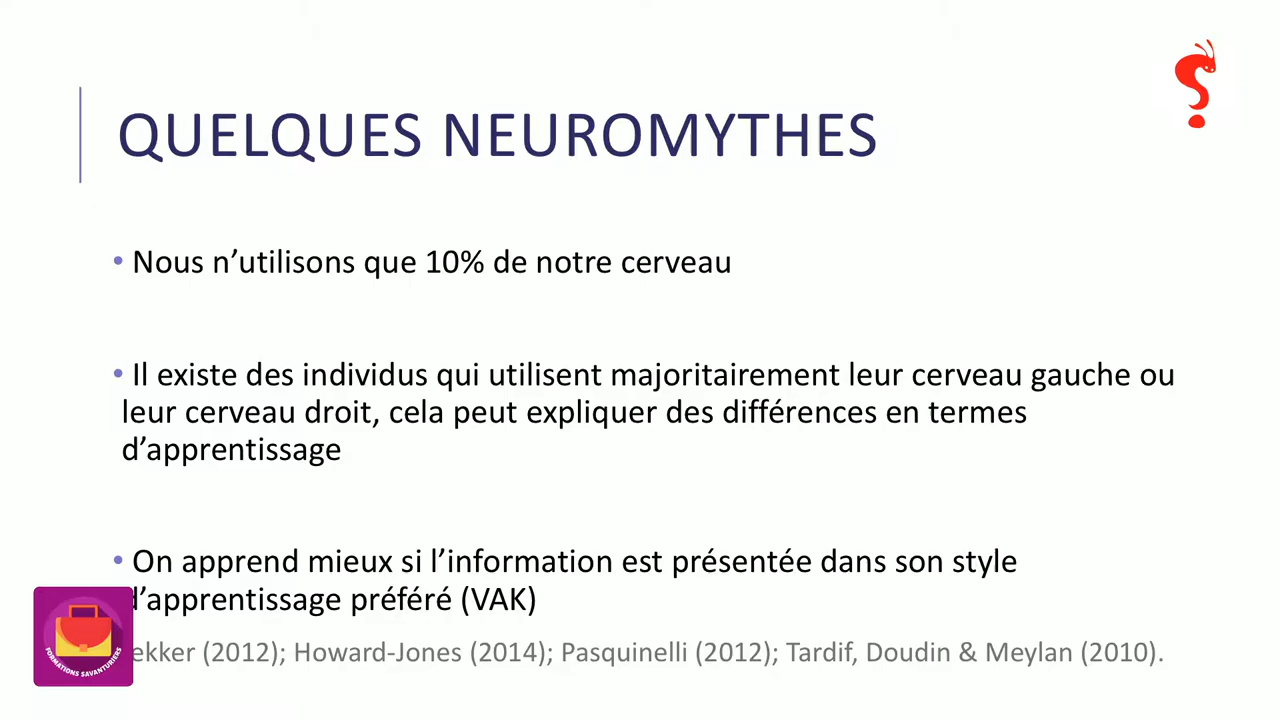 QUELQUES NEUROMYTHES
• Nous n’utilisons que 10% de notre cerveau
• Il existe des individus qui utilisent majoritairement leur cerveau gauche ou
leur cerveau droit, cela peut expliquer des différences en termes
d’apprentissage
• On apprend mieux si l’information est présentée dans son style
d’apprentissage préféré (VAK)
ekker (2012); Howard-Jones (2014); Pasquinelli (2012); Tardif, Doudin & Meylan (2010).
FORMATIONS SAVANTURIERS